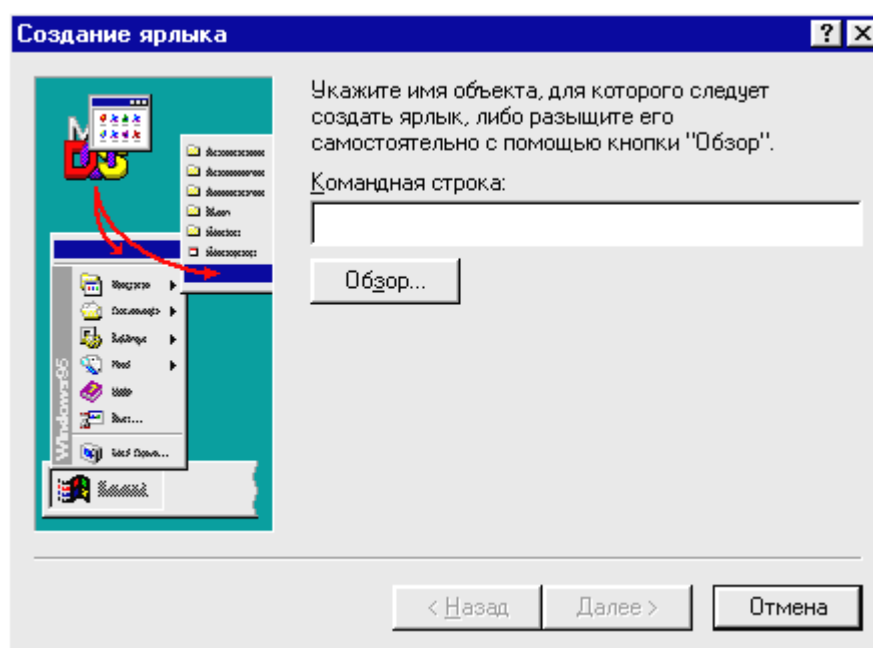 Создание ярлыка
Укажите имя объекта, для которого следует
создать ярлык, либо разыщите его
самостоятельно с помощью кнопки "Обзор".
Командная строка:
Обзор...
Windows95
< Назад
Далее >
Отмена